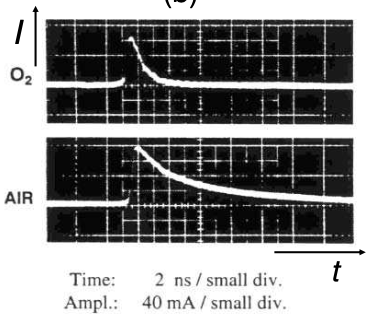 (b)
I
O₂
AIR
t
Time: 2 ns / small div.
Ampl.: 40 mA / small div.